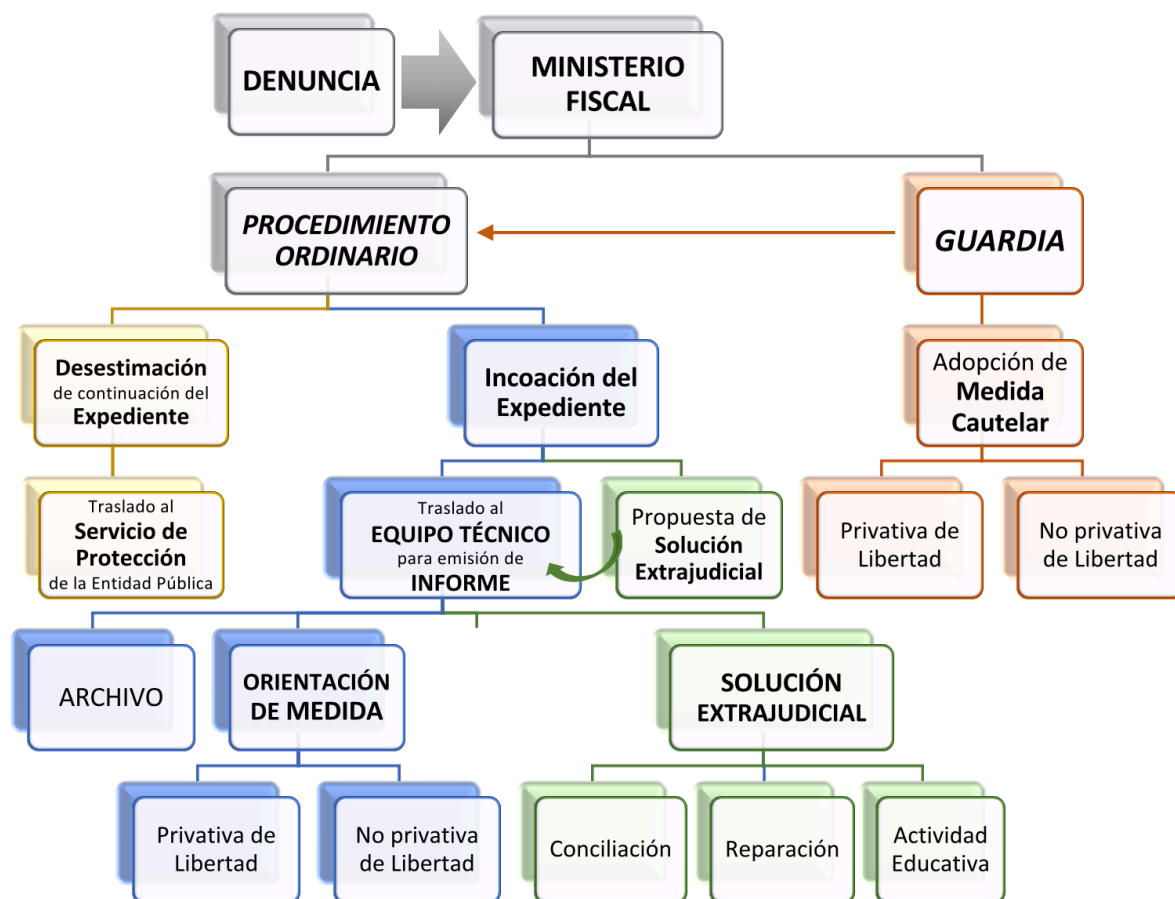 DENUNCIA
MINISTERIO
FISCAL
PROCEDIMIENTO
ORDINARIO
GUARDIA
Desestimación
de continuación del
Expediente
Incoación del
Expediente
Adopción de
Medida
Cautelar
Traslado al
Servicio de
Protección
de la Entidad Pública
Traslado al
EQUIPO TÉCNICO
para emisión de
INFORME
Propuesta de
Solución
Extrajudicial
Privativa de
Libertad
No privativa
de Libertad
ARCHIVO
ORIENTACIÓN
DE MEDIDA
SOLUCIÓN
EXTRAJUDICIAL
Privativa de
Libertad
No privativa
de Libertad
Conciliación
Reparación
Actividad
Educativa